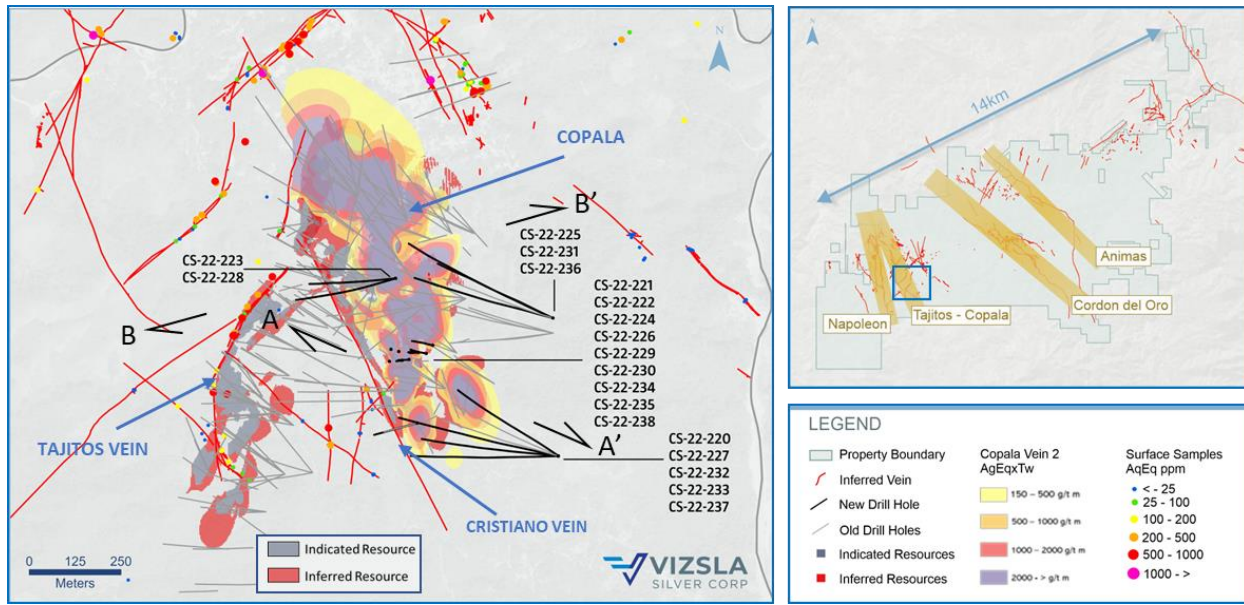 N
COPALA
B'
CS-22-225
CS-22-231
CS-22-236
CS-22-223
CS-22-228
CS-22-221
CS-22-222
CS-22-224
CS-22-226
CS-22-229
CS-22-230
CS-22-234
CS-22-235
CS-22-238
B
A
A'
TAJITOS VEIN
CS-22-220
CS-22-227
CS-22-232
CS-22-233
CS-22-237
CRISTIANO VEIN
0 125 250
Meters
Indicated Resource
Inferred Resource
VIZSLA
SILVER CORP
N
14km
Animas
Cordon del Oro
Tajitos - Copala
Napoleon
LEGEND
Property Boundary
Inferred Vein
New Drill Hole
Old Drill Holes
Indicated Resources
Inferred Resources
Copala Vein 2
AgEqxTw
150 – 500 g/t m
500 – 1000 g/t m
1000 – 2000 g/t m
2000 - > g/t m
Surface Samples
AqEq ppm
< - 25
25 - 100
100 - 200
200 - 500
500 - 1000
1000 - >